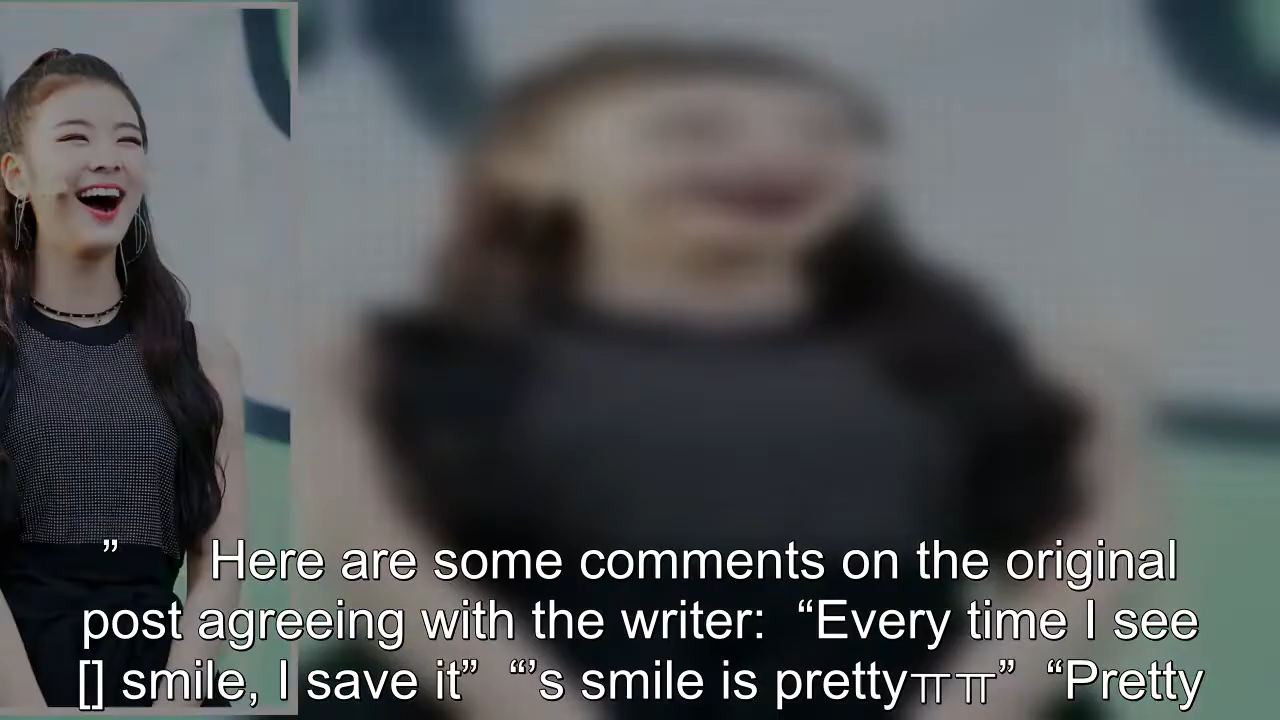 ”      Here are some comments on the original
post agreeing with the writer:  “Every time I see
[] smile, I save it”  “’s smile is prettyㅠㅠ”  “Pretty